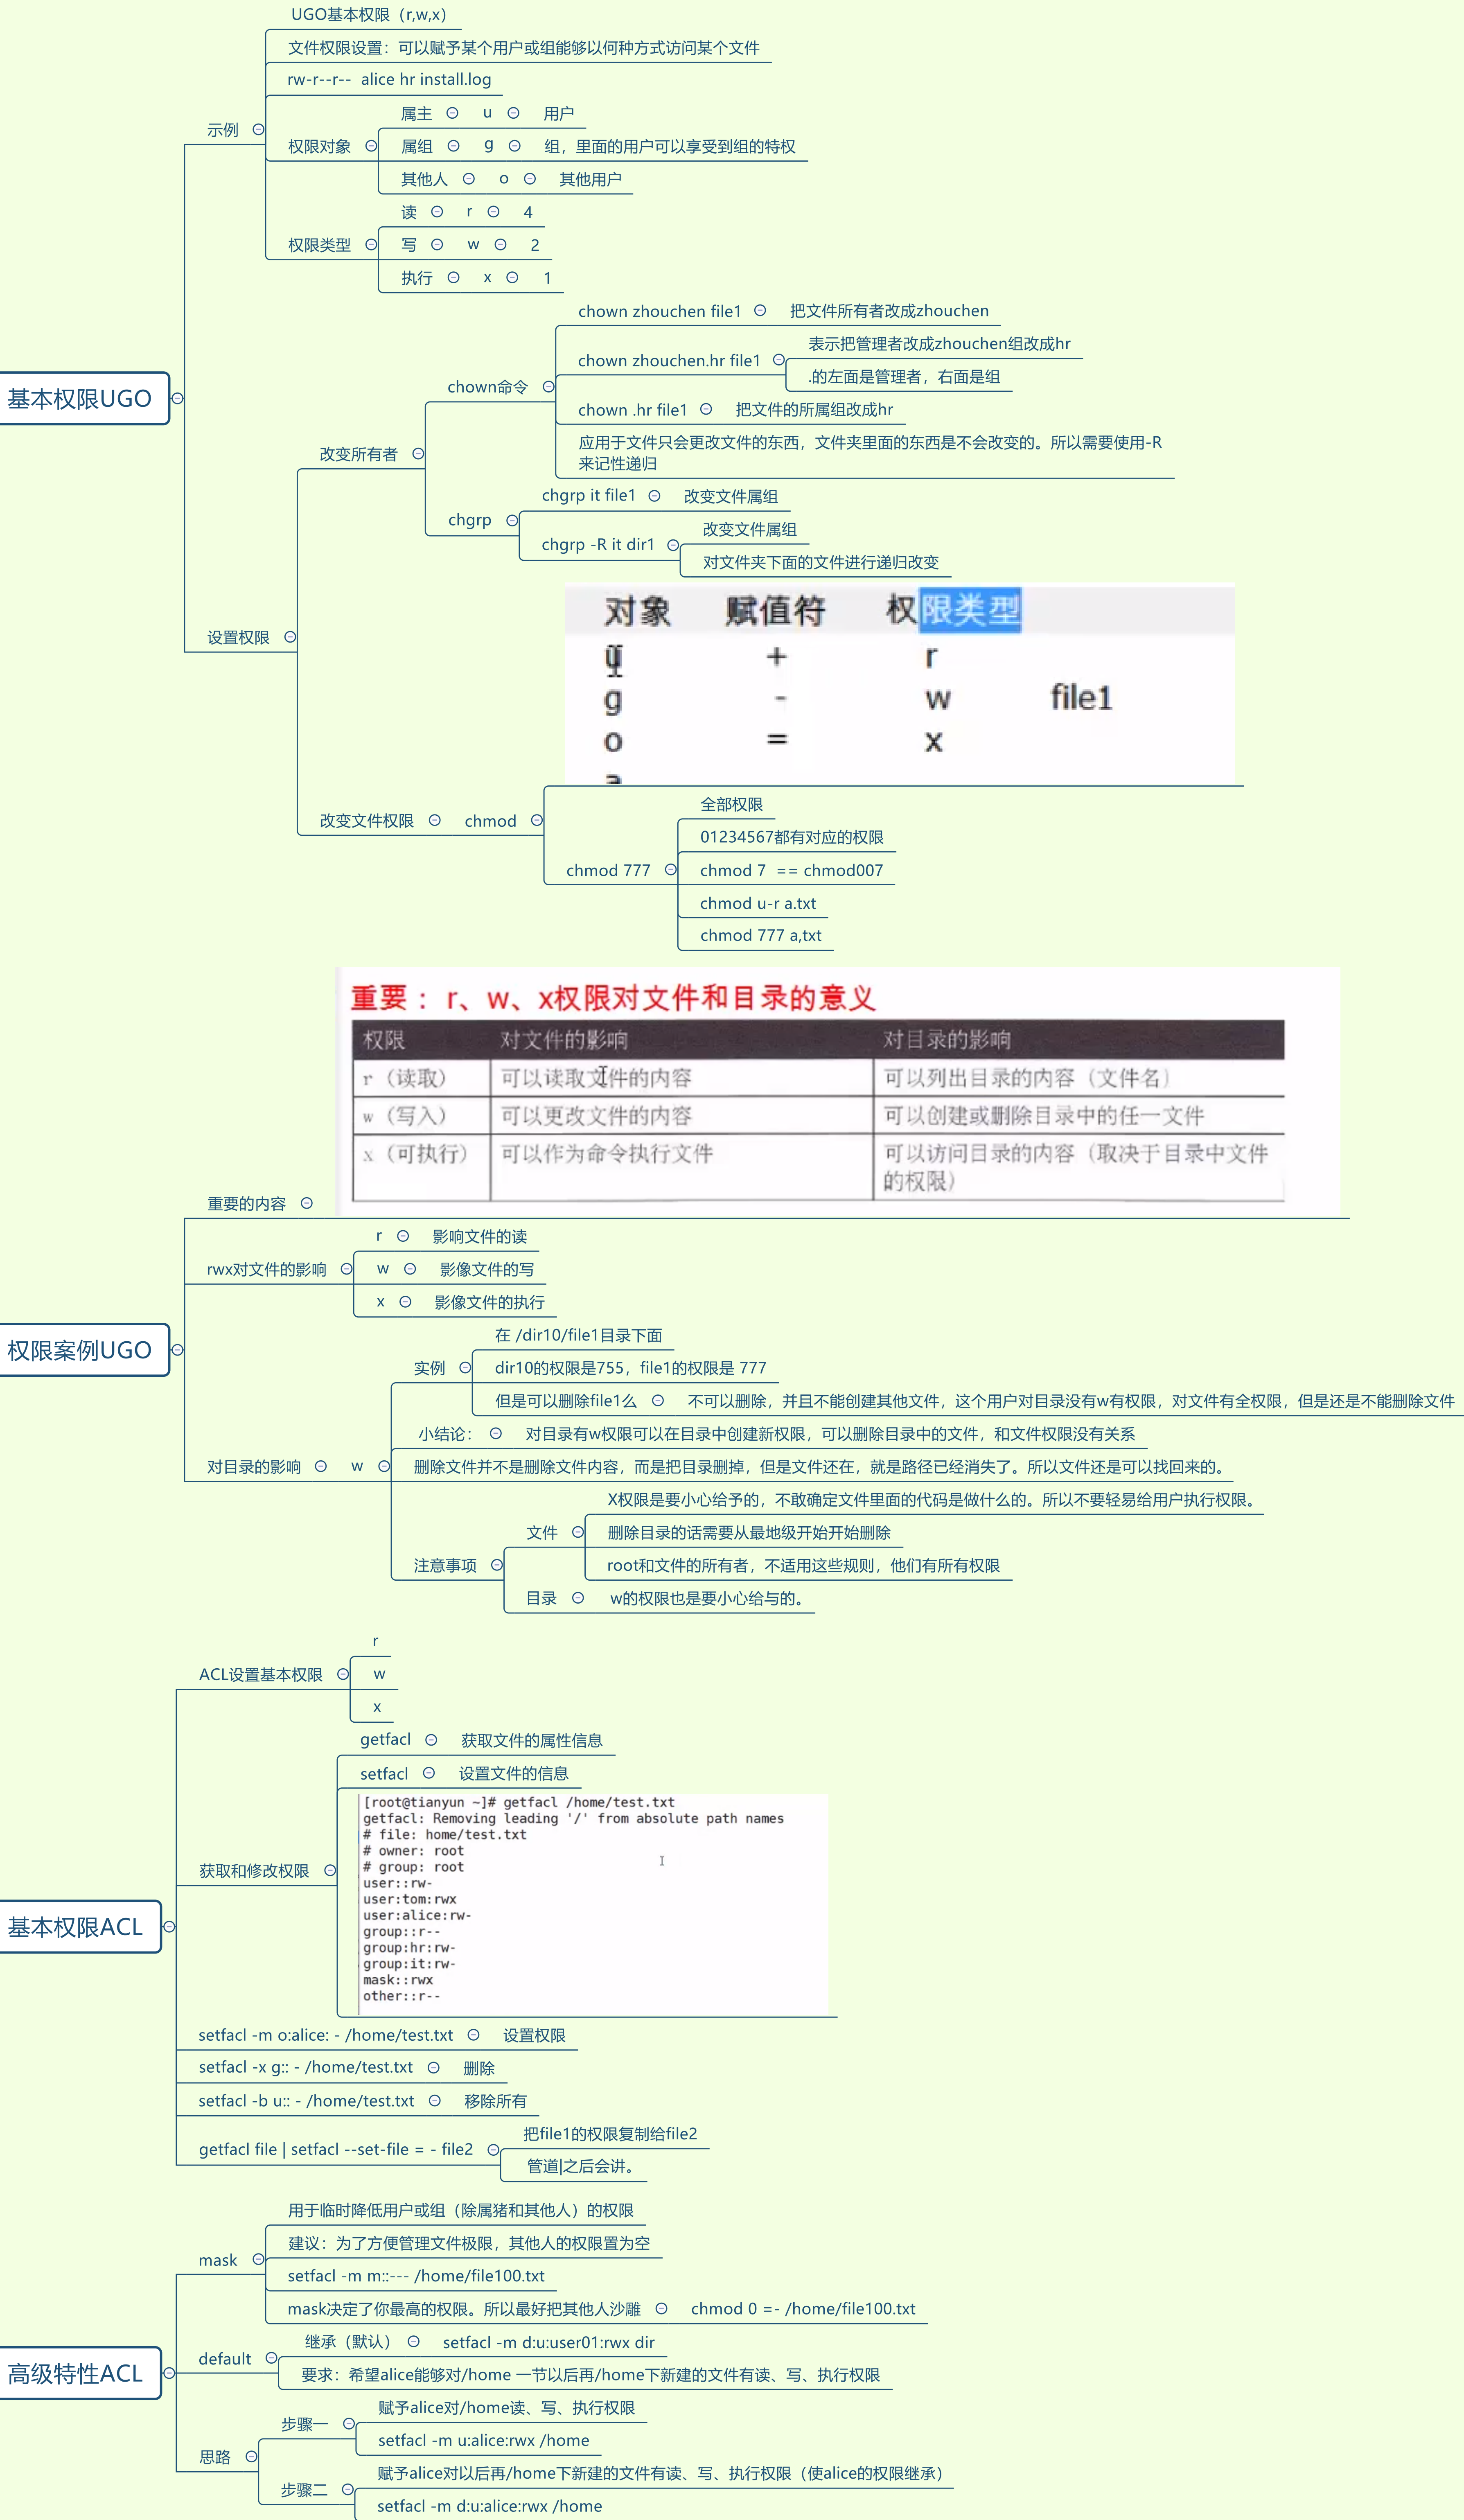 UGO基本权限（r,w,x）
文件权限设置：可以赋予某个用户或组能够以何种方式访问某个文件
rw-r--r--  alice hr install.log
示例
权限对象
属主 u 用户
属组 g 组，里面的用户可以享受到组的特权
其他人 o 其他用户
权限类型
读 r 4
写 w 2
执行 x 1
基本权限UGO
设置权限
改变所有者
chown命令
chown zhouchen file1 把文件所有者改成zhouchen
chown zhouchen.hr file1
表示把管理者改成zhouchen组改成hr
.的左面是管理者，右面是组
chown .hr file1 把文件的所属组改成hr
应用于文件只会更改文件的东西，文件夹里面的东西是不会改变的。所以需要使用-R
来记性递归
chgrp
chgrp it file1 改变文件属组
chgrp -R it dir1
改变文件属组
对文件夹下面的文件进行递归改变
对象 赋值符 权限类型
u + r
g - w file1
o = x
a
改变文件权限 chmod
chmod 777
全部权限
01234567都有对应的权限
chmod 7  == chmod007
chmod u-r a.txt
chmod 777 a,txt
重要： r、w、x权限对文件和目录的意义
权限 对文件的影响 对目录的影响
r（读取） 可以读取文件的内容 可以列出目录的内容（文件名）
w（写入） 可以更改文件的内容 可以创建或删除目录中的任一文件
x（可执行） 可以作为命令执行文件 可以访问目录的内容（取决于目录中文件
的权限）
重要的内容
权限案例UGO
rwx对文件的影响
r 影响文件的读
w 影像文件的写
x 影像文件的执行
对目录的影响 w
实例
在 /dir10/file1目录下面
dir10的权限是755，file1的权限是 777
但是可以删除file1么 不可以删除，并且不能创建其他文件，这个用户对目录没有w有权限，对文件有全权限，但是还是不能删除文件
小结论： 对目录有w权限可以在目录中创建新权限，可以删除目录中的文件，和文件权限没有关系
删除文件并不是删除文件内容，而是把目录删掉，但是文件还在，就是路径已经消失了。所以文件还是可以找回来的。
注意事项
文件
X权限是要小心给予的，不敢确定文件里面的代码是做什么的。所以不要轻易给用户执行权限。
删除目录的话需要从最地级开始开始删除
root和文件的所有者，不适用这些规则，他们有所有权限
目录 w的权限也是要小心给与的。
基本权限ACL
ACL设置基本权限
r
w
x
获取和修改权限
getfacl 获取文件的属性信息
setfacl 设置文件的信息
[root@tianyun ~]# getfacl /home/test.txt
getfacl: Removing leading '/' from absolute path names
# file: home/test.txt
# owner: root
# group: root
user::rw-
user:tom:rwx
user:alice:rw-
group::r--
group:hr:rw-
group:it:rw-
mask::rwx
other::r--
setfacl -m o:alice: - /home/test.txt 设置权限
setfacl -x g:: - /home/test.txt 删除
setfacl -b u:: - /home/test.txt 移除所有
getfacl file | setfacl --set-file = - file2
把file1的权限复制给file2
管道|之后会讲。
高级特性ACL
mask
用于临时降低用户或组（除属猪和其他人）的权限
建议：为了方便管理文件极限，其他人的权限置为空
setfacl -m m::--- /home/file100.txt
mask决定了你最高的权限。所以最好把其他人沙雕 chmod 0 =- /home/file100.txt
default
继承（默认） setfacl -m d:u:user01:rwx dir
要求：希望alice能够对/home 一节以后再/home下新建的文件有读、写、执行权限
思路
步骤一
赋予alice对/home读、写、执行权限
setfacl -m u:alice:rwx /home
步骤二
赋予alice对以后再/home下新建的文件有读、写、执行权限（使alice的权限继承）
setfacl -m d:u:alice:rwx /home